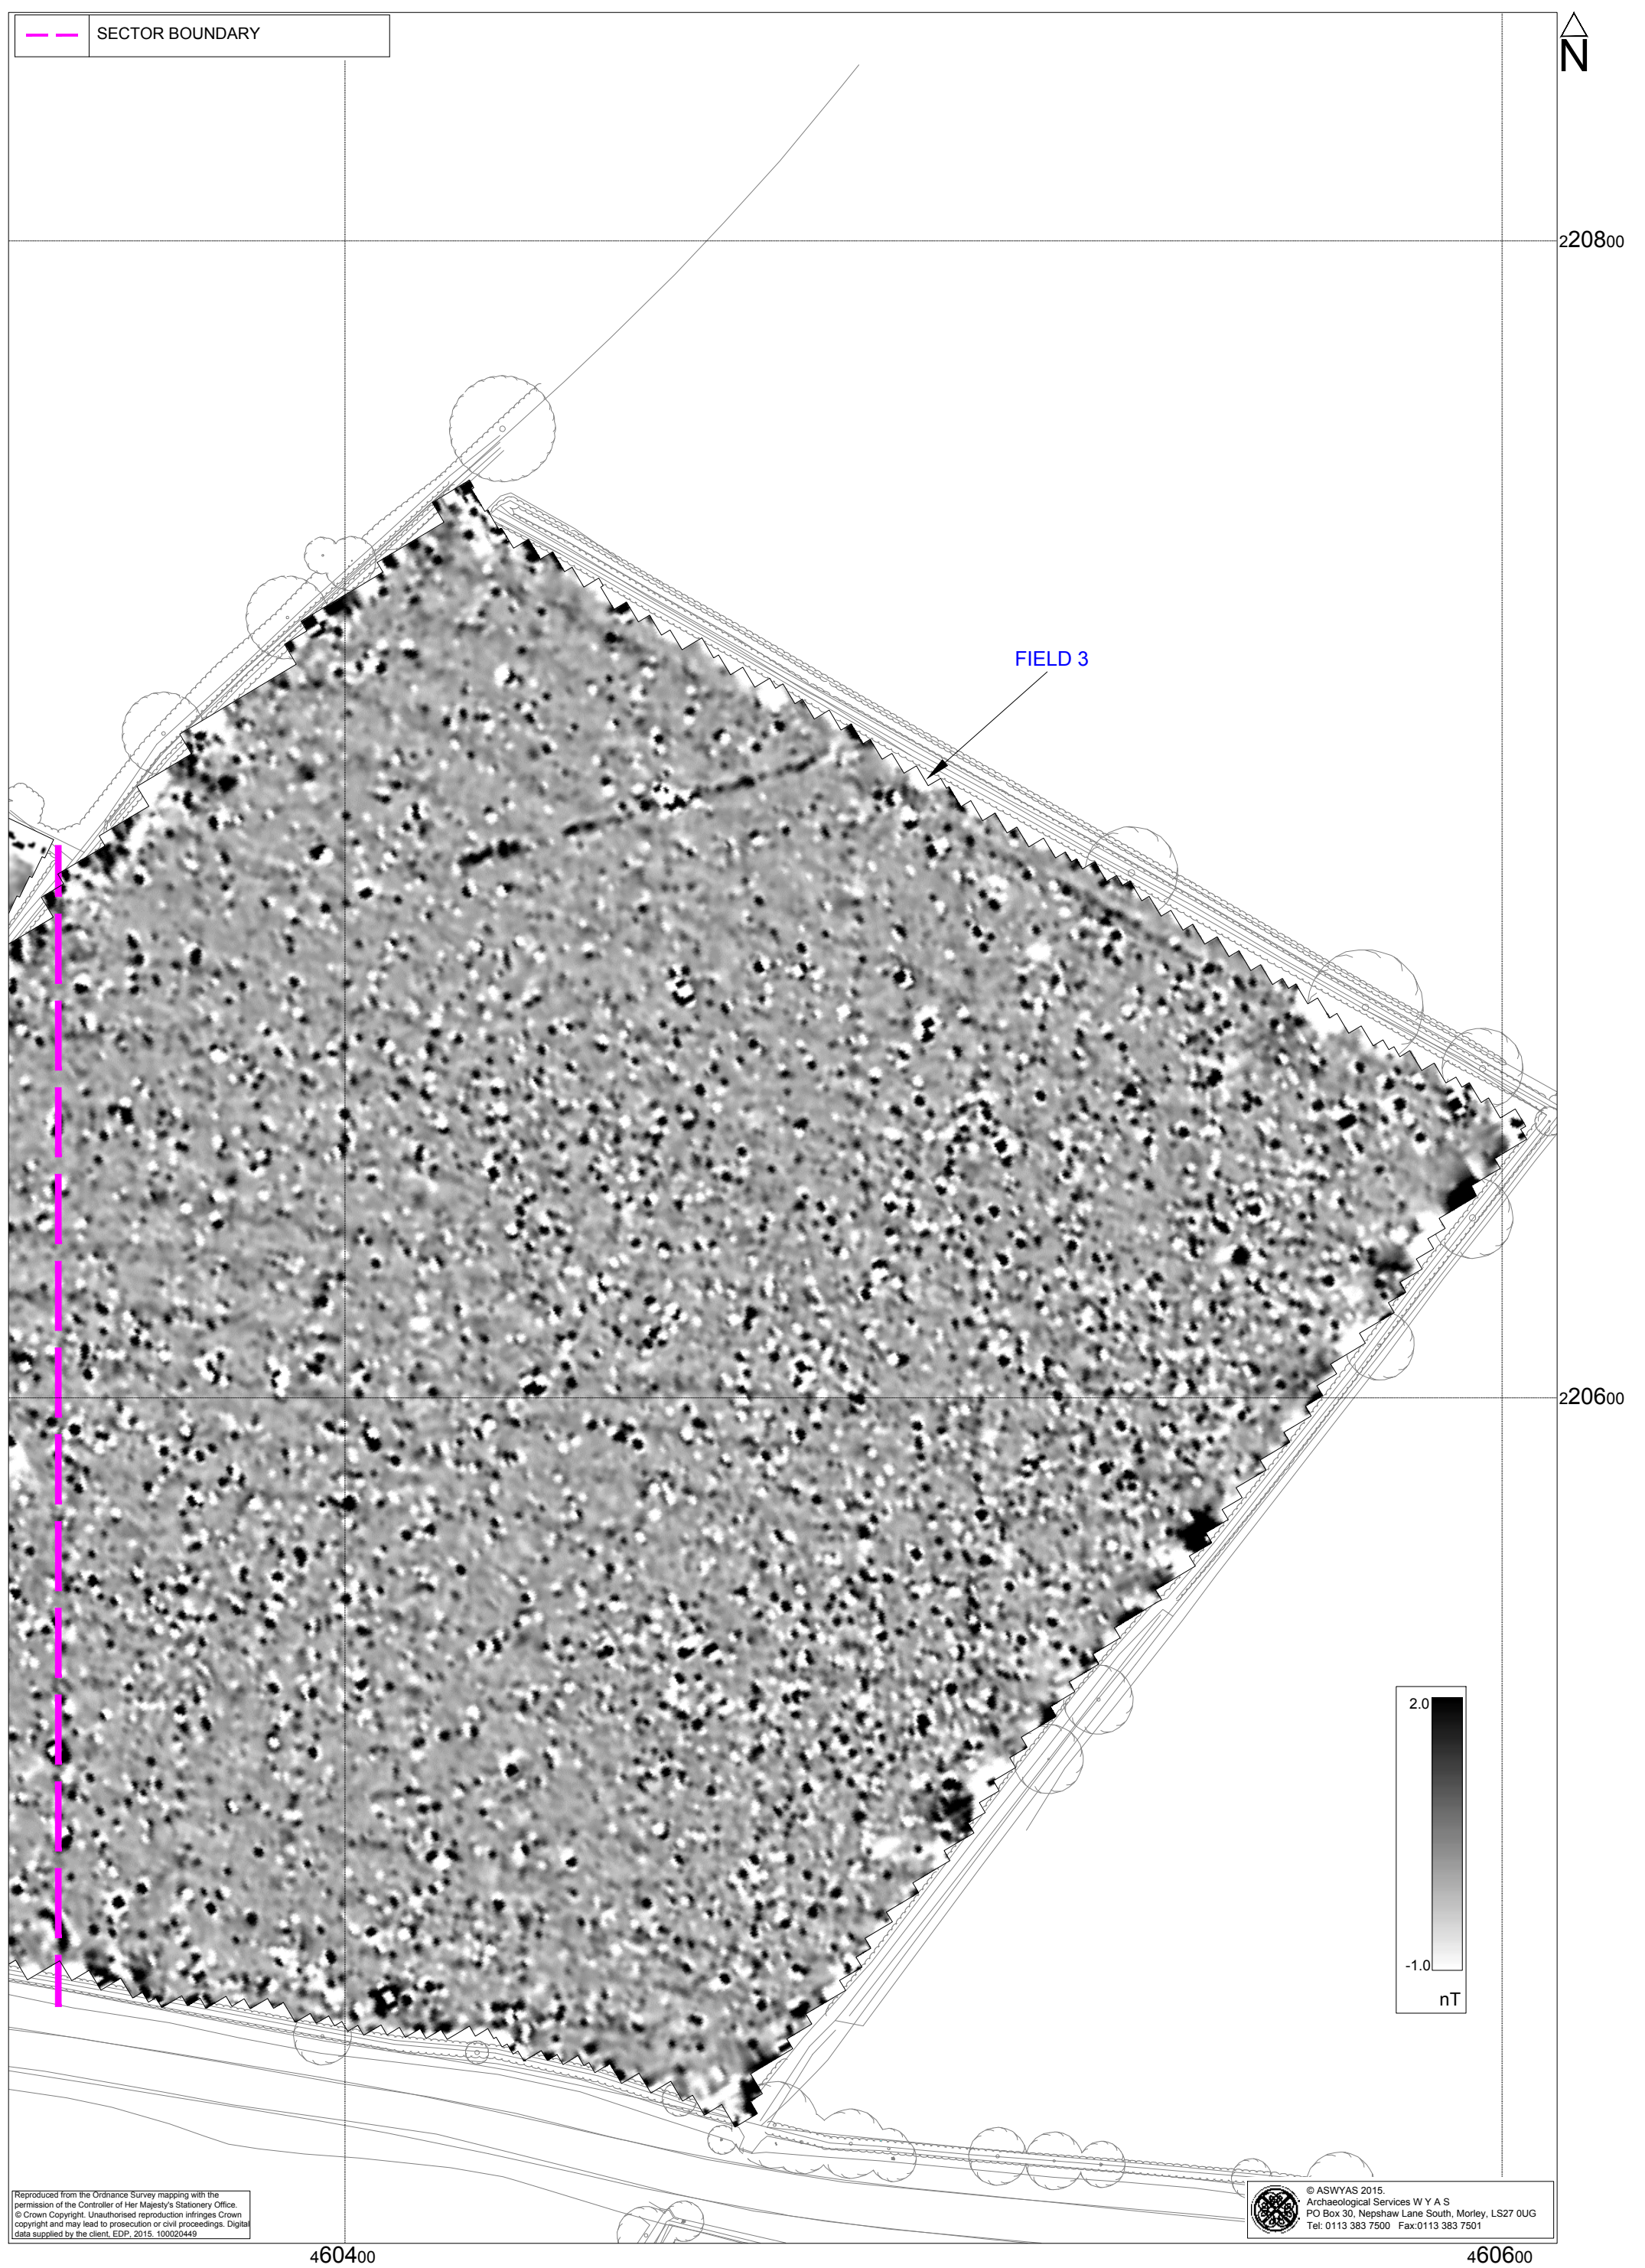 SECTOR BOUNDARY
N
220800
FIELD 3
220600
2.0
-1.0
nT
Reproduced from the Ordnance Survey mapping with the
permission of the Controller of Her Majesty's Stationery Office.
© Crown Copyright. Unauthorised reproduction infringes Crown
copyright and may lead to prosecution or civil proceedings. Digital
data supplied by the client, EDP, 2015. 100020449
© ASWYAS 2015.
Archaeological Services W Y A S
PO Box 30, Nepshaw Lane South, Morley, LS27 0UG
Tel: 0113 383 7500 Fax:0113 383 7501
460400
460600